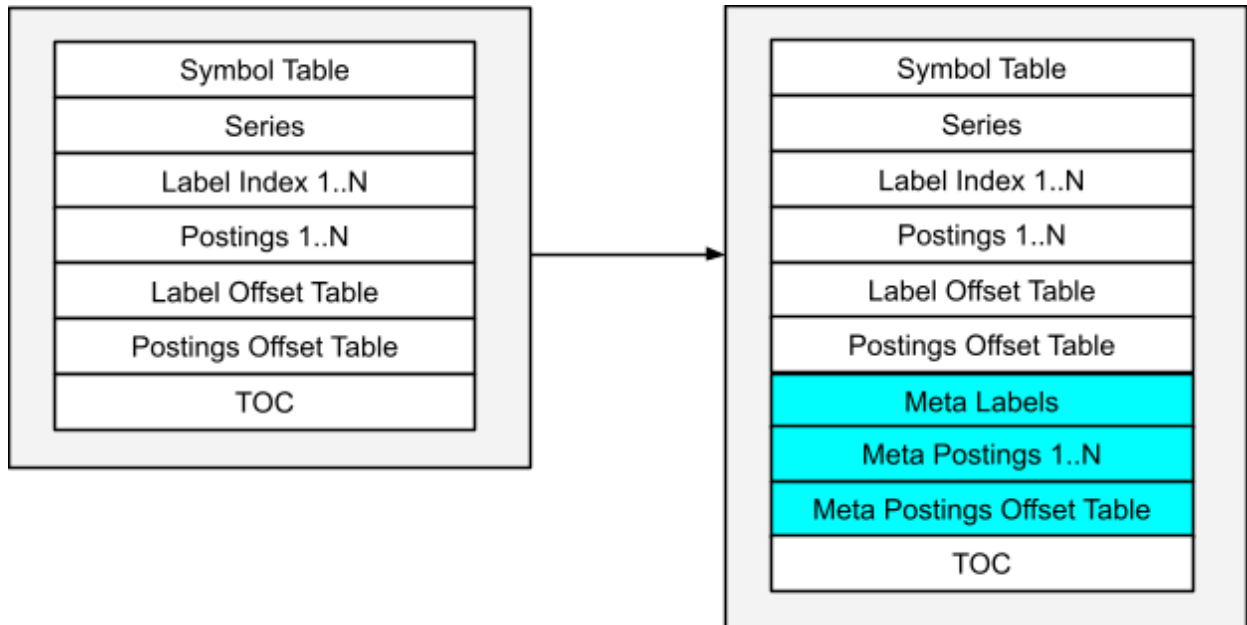 Symbol Table
Series
Label Index 1..N
Postings 1..N
Label Offset Table
Postings Offset Table
TOC
Symbol Table
Series
Label Index 1..N
Postings 1..N
Label Offset Table
Postings Offset Table
Meta Labels
Meta Postings 1..N
Meta Postings Offset Table
TOC